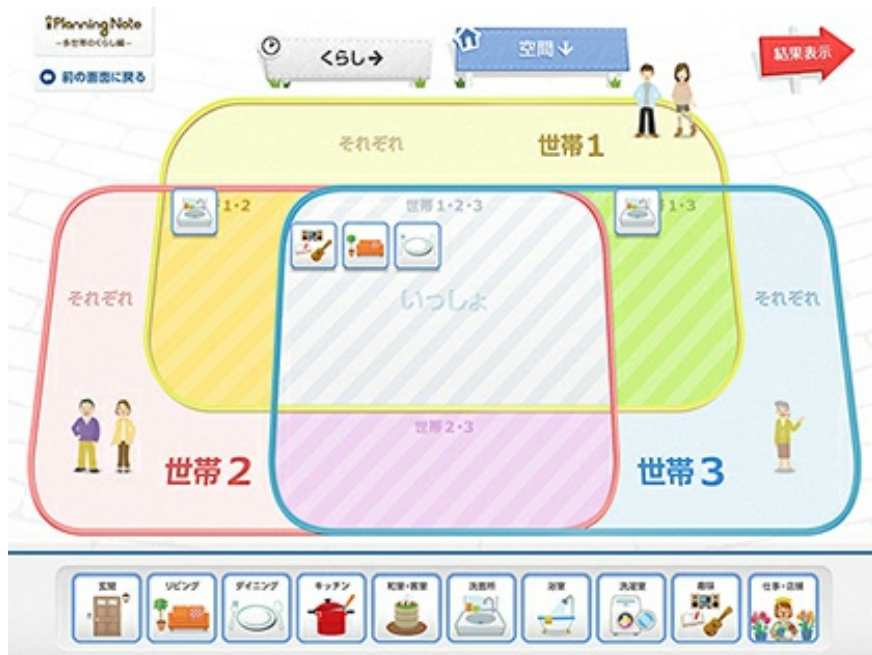 iPlanningNote
-多世帯のくらし編-
前の画面に戻る
くらし→
空間↓
結果表示
それぞれ
世帯1
1・2
世帯1・2・3
1・3
それぞれ
いっしょ
それぞれ
世帯2・3
世帯2
世帯3
玄関
リビング
ダイニング
キッチン
和室・客室
洗面所
浴室
洗濯室
趣味
仕事・店舗